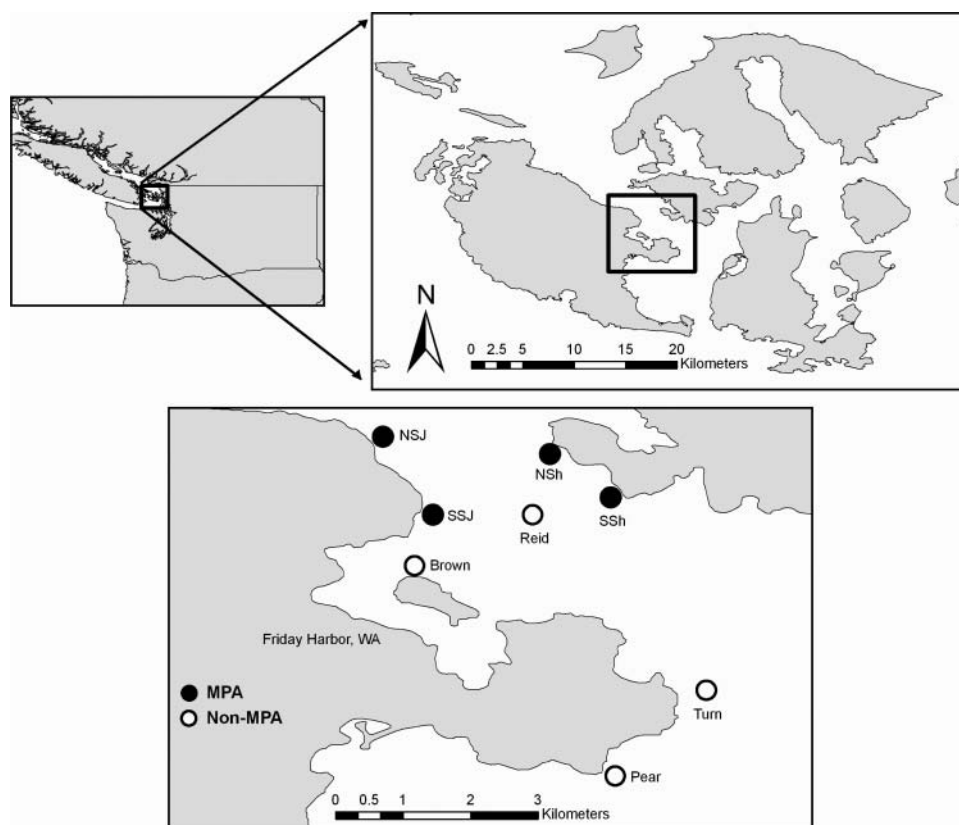 N
0 2.5 5 10 15 20
Kilometers
NSJ
NSh
SSJ
SSh
Reid
Brown
Friday Harbor, WA
MPA
Non-MPA
Turn
Pear
0 0.5 1 2 3
Kilometers